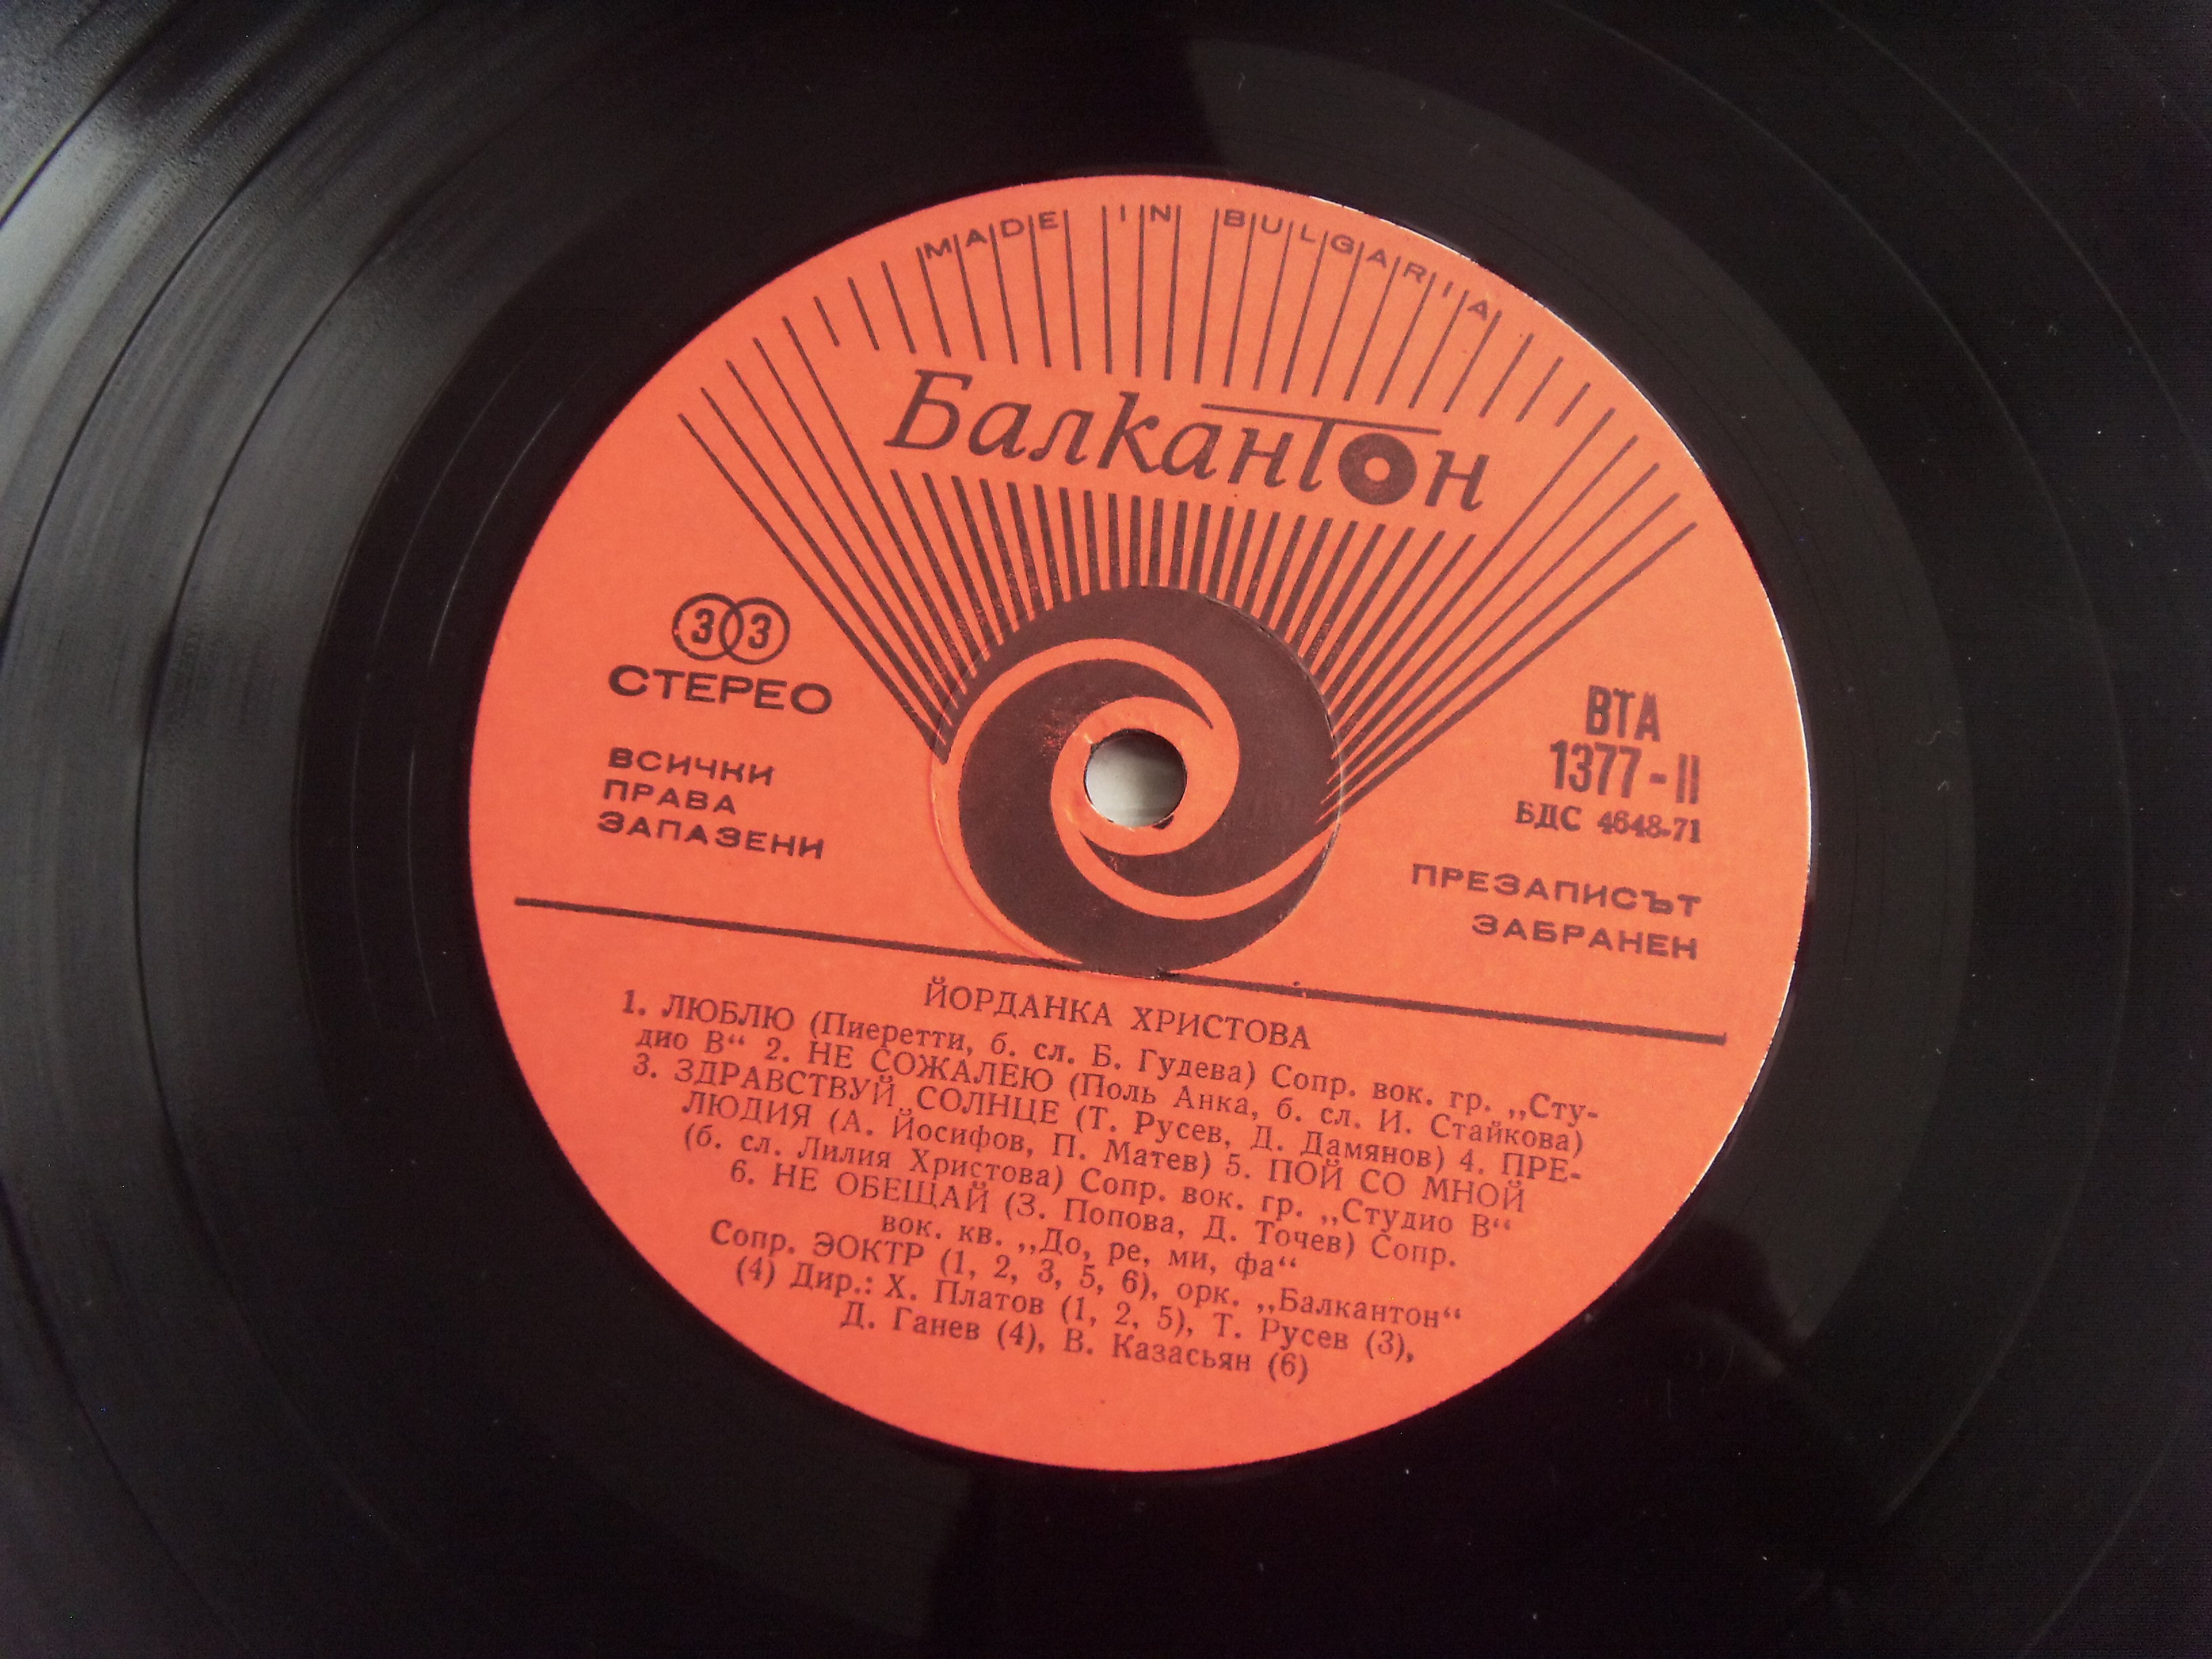 MADE IN BULGARIA
Балкантон
33
СТЕРЕО
ВСИЧКИ
ПРАВА
ЗАПАЗЕНИ
ВТА
1377-II
БДС 4648-71
ПРЕЗАПИСЪТ
ЗАБРАНЕН
ЙОРДАНКА ХРИСТОВА
1. ЛЮБЛЮ (Пиеретти, б. сл. Б. Гудева) Сопр. вок. гр. „Сту-
дио В“ 2. НЕ СОЖАЛЕЮ (Поль Анка, б. сл. И. Стайкова)
3. ЗДРАВСТВУЙ СОЛНЦЕ (Т. Русев, Д. Дамянов) 4. ПРЕ-
ЛЮДИЯ (А. Йосифов, П. Матев) 5. ПОЙ СО МНОЙ
(б. сл. Лилия Христова) Сопр. вок. гр. „Студио В“
6. НЕ ОБЕЩАЙ (З. Попова, Д. Точев) Сопр.
вок. кв. „До, ре, ми, фа“
Сопр. ЭОКТР (1, 2, 3, 5, 6), орк. „Балкантон“
(4) Дир.: Х. Платов (1, 2, 5), Т. Русев (3),
Д. Ганев (4), В. Казасьян (6)